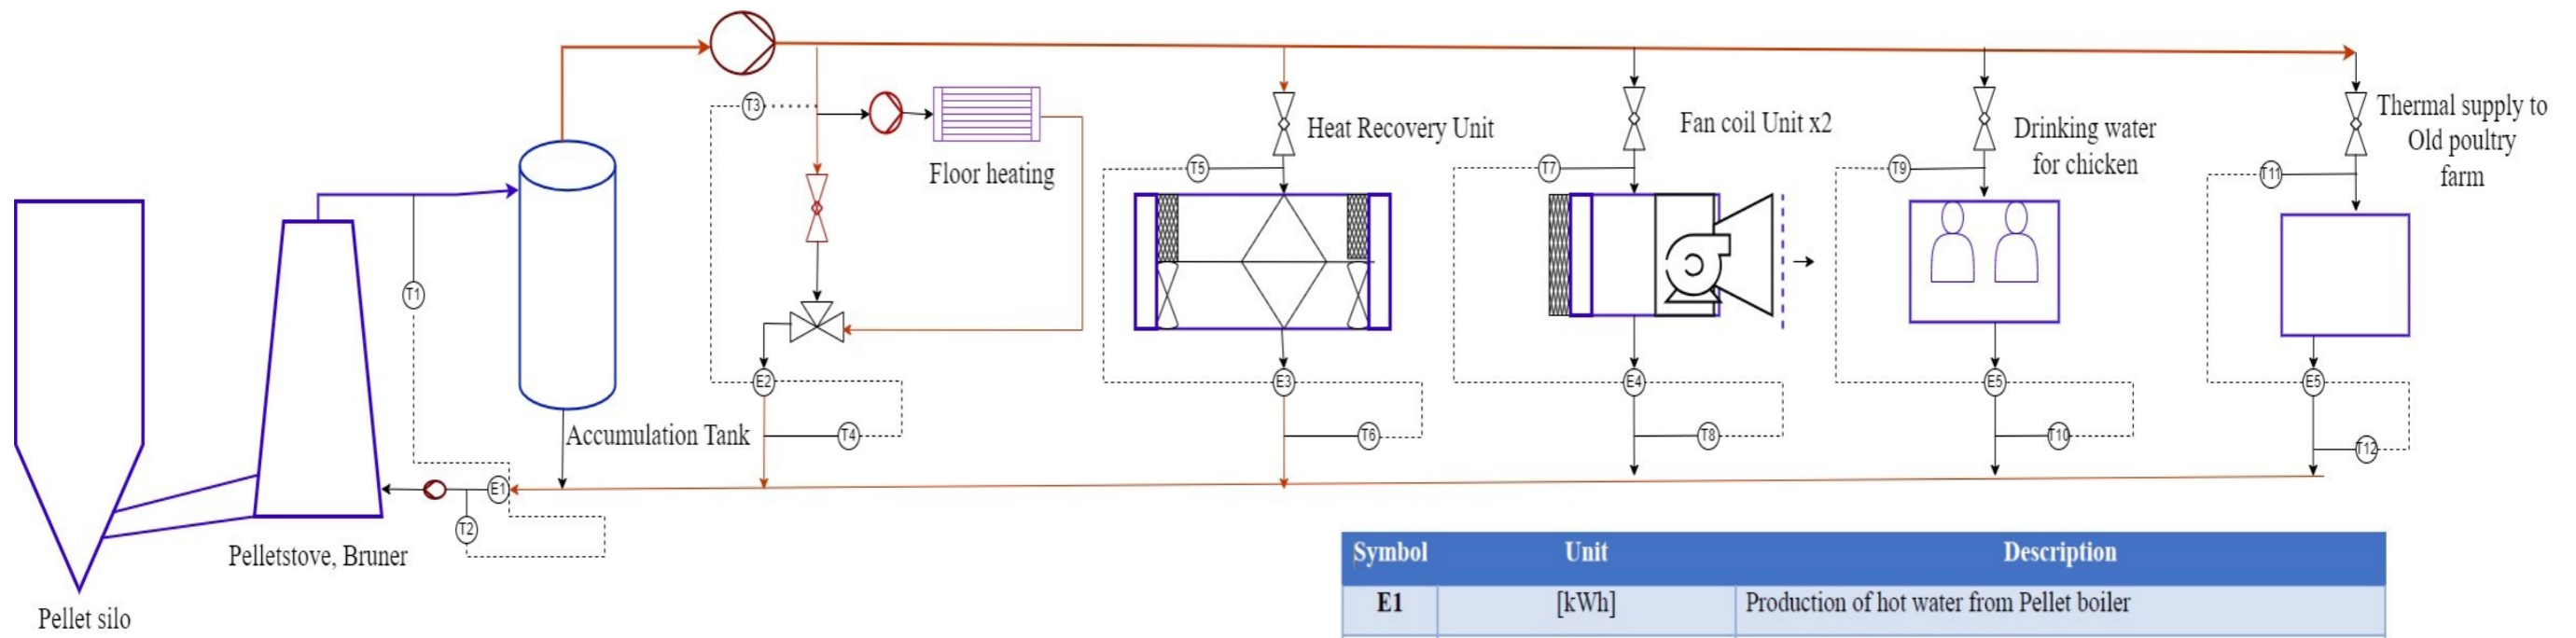 T3
Floor heating
T5
Heat Recovery Unit
T7
Fan coil Unit x2
T9
Drinking water
for chicken
T11
Thermal supply to
Old poultry
farm
T1
E2
E3
E4
E5
E5
Accumulation Tank
T4
T6
T8
T10
T12
E1
T2
Pelletstove, Bruner
Pellet silo
Symbol Unit Description
E1 [kWh] Production of hot water from Pellet boiler